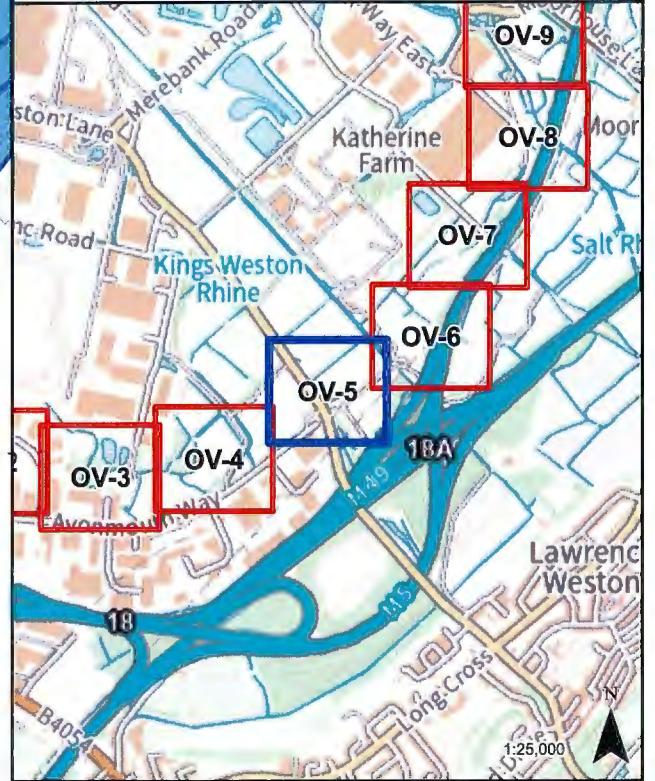 OV-9
Merebank Road
Way East
OV-8
Moor
ston Lane
Katherine
Farm
OV-7
Road
Salt
Kings Weston
Rhine
OV-6
OV-5
OV-4
18A
OV-3
M49
Avonmouth Way
Lawrenc
Weston
18
M5
Long Cross
N
B4054
1:25,000